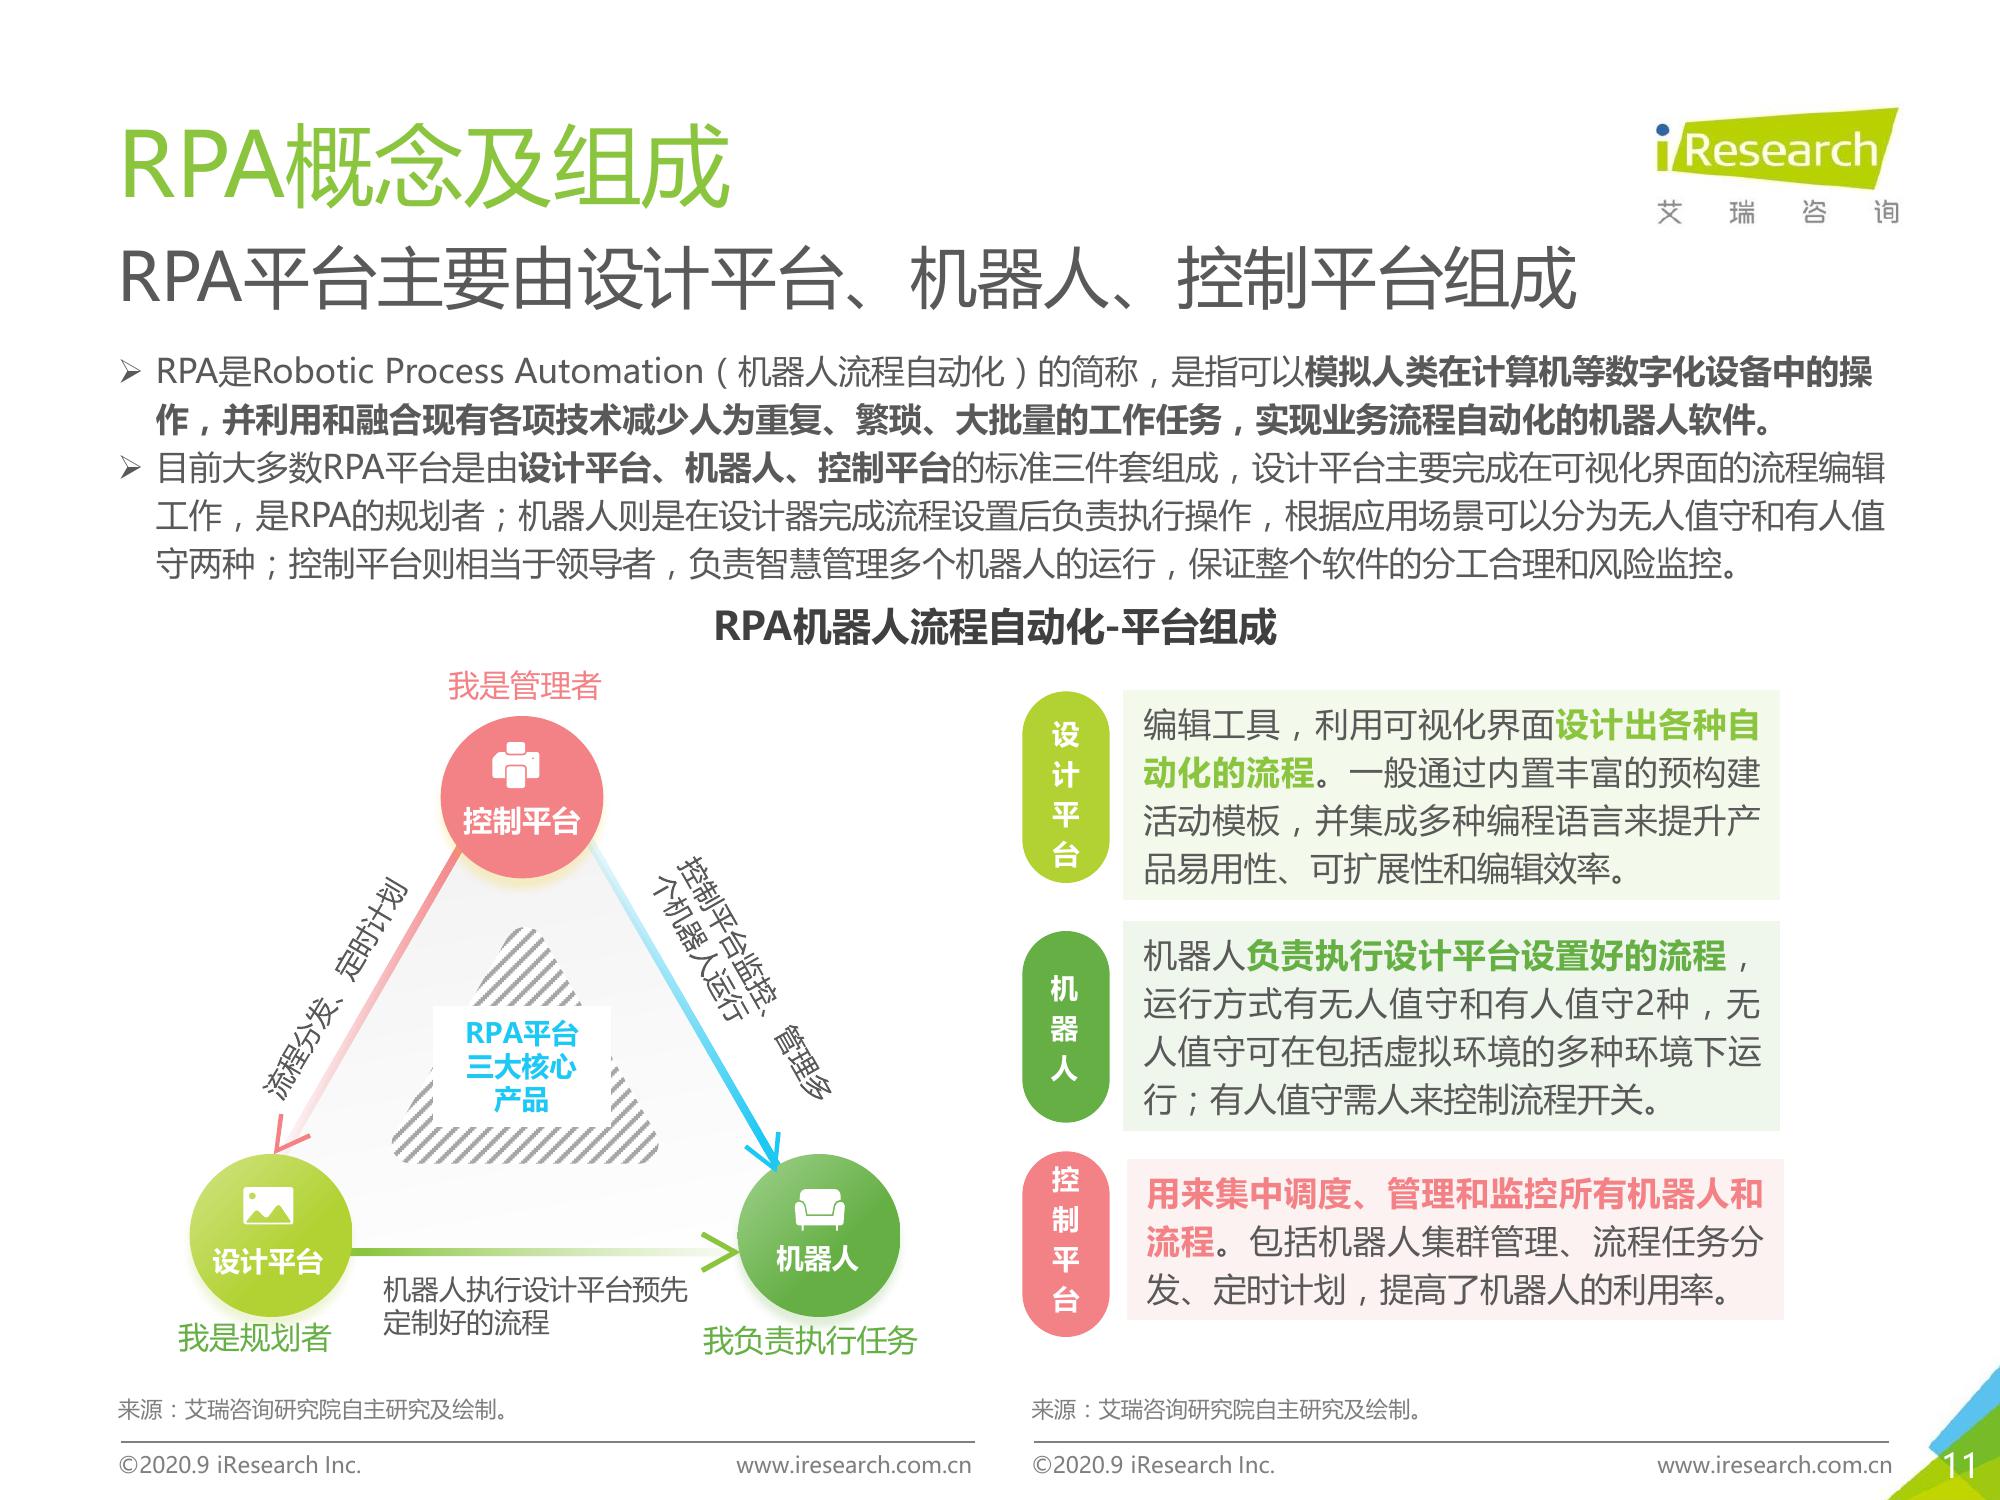 RPA概念及组成
iResearch
艾瑞咨询
RPA平台主要由设计平台、机器人、控制平台组成
➢ RPA是Robotic Process Automation（机器人流程自动化）的简称，是指可以模拟人类在计算机等数字化设备中的操
作，并利用和融合现有各项技术减少人为重复、繁琐、大批量的工作任务，实现业务流程自动化的机器人软件。
➢ 目前大多数RPA平台是由设计平台、机器人、控制平台的标准三件套组成，设计平台主要完成在可视化界面的流程编辑
工作，是RPA的规划者；机器人则是在设计器完成流程设置后负责执行操作，根据应用场景可以分为无人值守和有人值
守两种；控制平台则相当于领导者，负责智慧管理多个机器人的运行，保证整个软件的分工合理和风险监控。
RPA机器人流程自动化-平台组成
我是管理者
控制平台
流程分发、定时计划
控制平台监控、管理多
个机器人运行
RPA平台
三大核心
产品
设计平台
机器人
机器人执行设计平台预先
定制好的流程
我是规划者
我负责执行任务
设计平台
编辑工具，利用可视化界面设计出各种自
动化的流程。一般通过内置丰富的预构建
活动模板，并集成多种编程语言来提升产
品易用性、可扩展性和编辑效率。
机器人
机器人负责执行设计平台设置好的流程，
运行方式有无人值守和有人值守2种，无
人值守可在包括虚拟环境的多种环境下运
行；有人值守需人来控制流程开关。
控制平台
用来集中调度、管理和监控所有机器人和
流程。包括机器人集群管理、流程任务分
发、定时计划，提高了机器人的利用率。
来源：艾瑞咨询研究院自主研究及绘制。
来源：艾瑞咨询研究院自主研究及绘制。
©2020.9 iResearch Inc.
www.iresearch.com.cn
©2020.9 iResearch Inc.
www.iresearch.com.cn
11